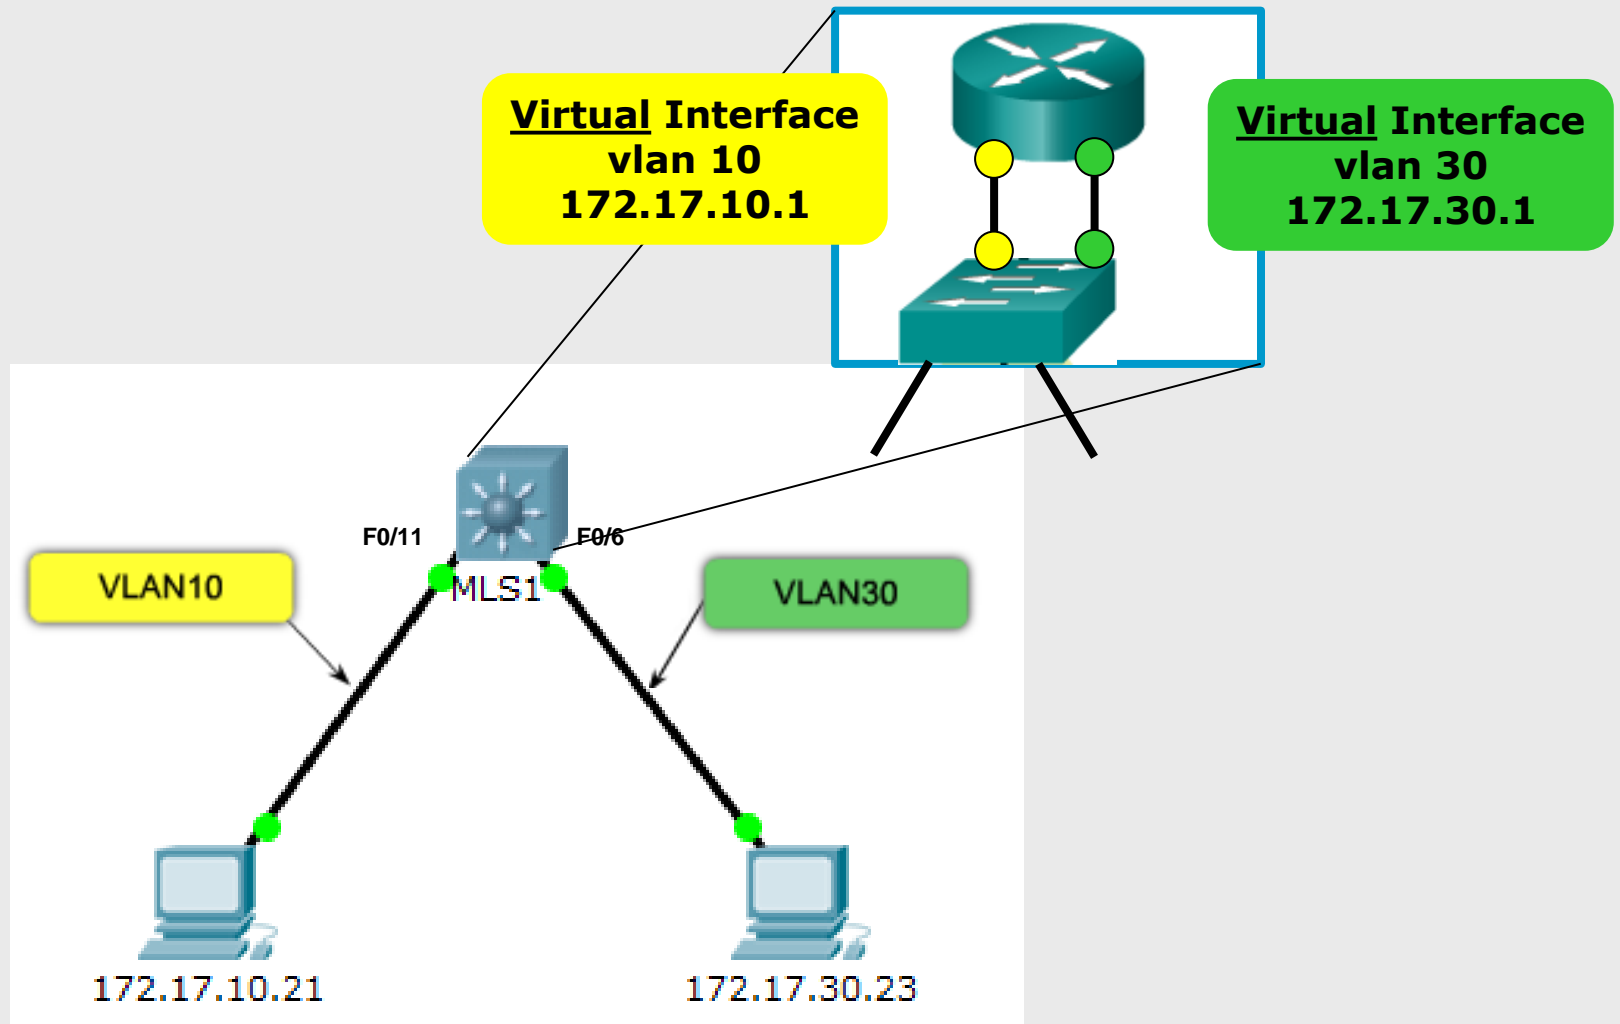 Virtual Interface
vlan 10
172.17.10.1
Virtual Interface
vlan 30
172.17.30.1
F0/11
F0/6
MLS1
VLAN10
VLAN30
172.17.10.21
172.17.30.23